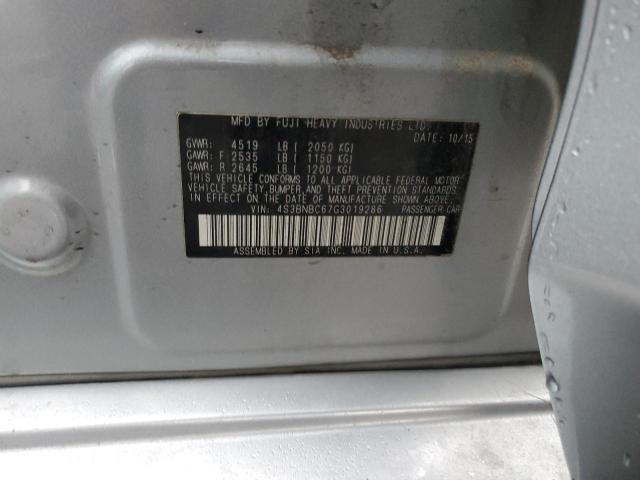 MFD BY FUJI HEAVY INDUSTRIES LTD.
DATE: 10/15
GVWR: 4519 LB ( 2050 KG)
GAWR: F 2535 LB ( 1150 KG)
GAWR: R 2645 LB ( 1200 KG)
THIS VEHICLE CONFORMS TO ALL APPLICABLE FEDERAL MOTOR
VEHICLE SAFETY, BUMPER, AND THEFT PREVENTION STANDARDS
IN EFFECT ON THE DATE OF MANUFACTURE SHOWN ABOVE.
VIN: 4S3BNBC67G3019286 PASSENGER CAR
ASSEMBLED BY SIA INC. MADE IN U.S.A.